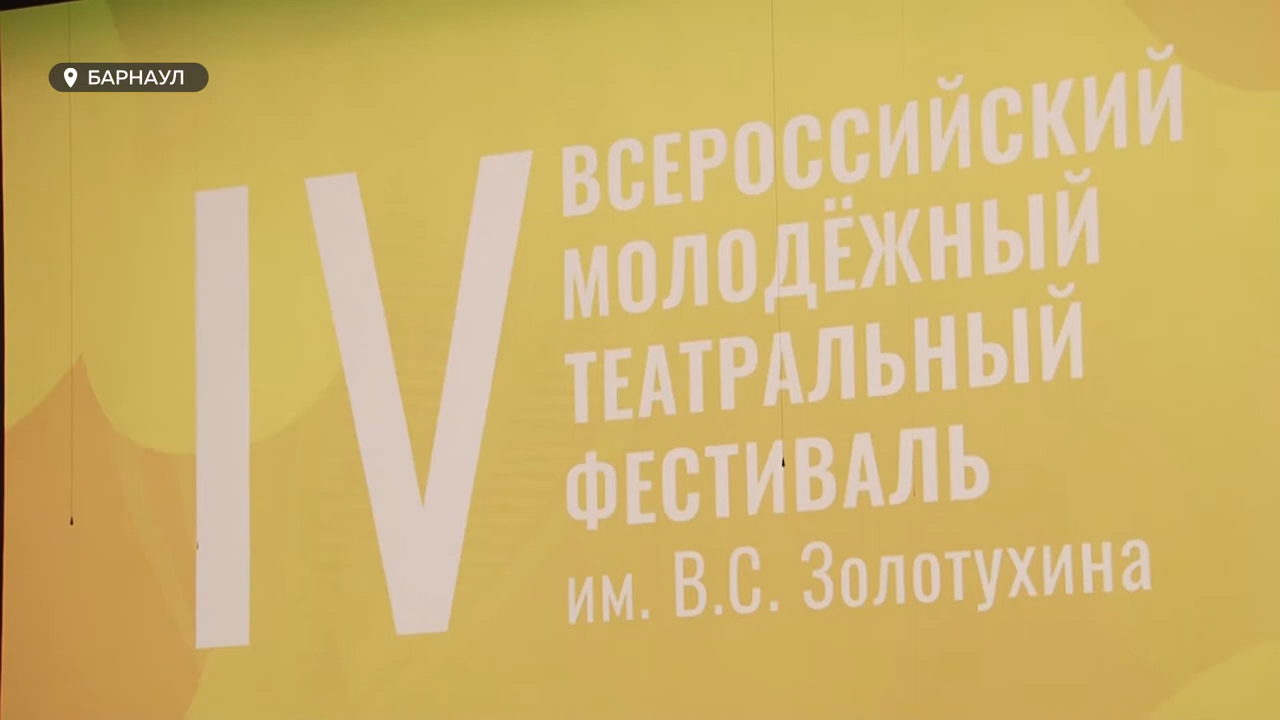 БАРНАУЛ
IV
ВСЕРОССИЙСКИЙ
МОЛОДЁЖНЫЙ
ТЕАТРАЛЬНЫЙ
ФЕСТИВАЛЬ
им. В.С. Золотухина